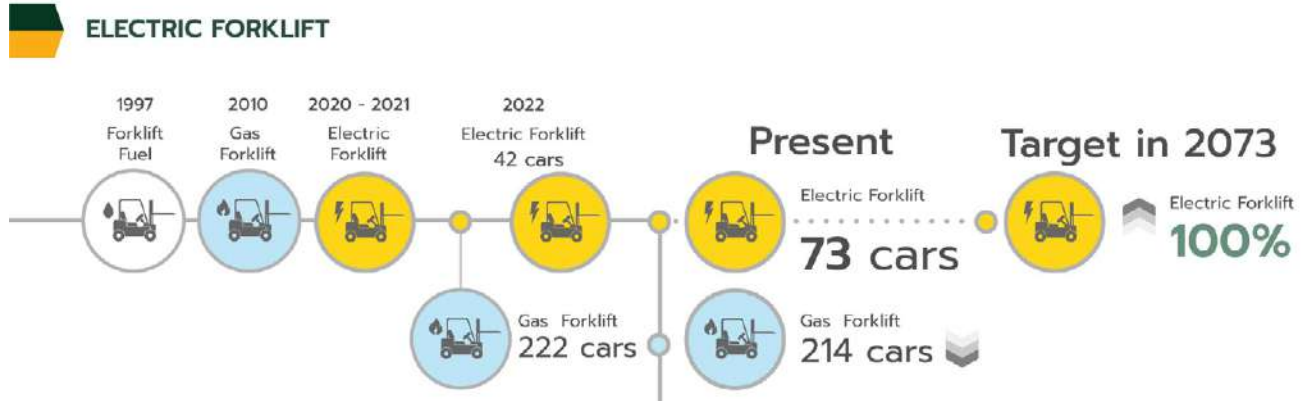 ELECTRIC FORKLIFT
1997
Forklift
Fuel
2010
Gas
Forklift
2020 - 2021
Electric
Forklift
2022
Electric Forklift
42 cars
Gas Forklift
222 cars
Present
Electric Forklift
73 cars
Gas Forklift
214 cars
Target in 2073
Electric Forklift
100%